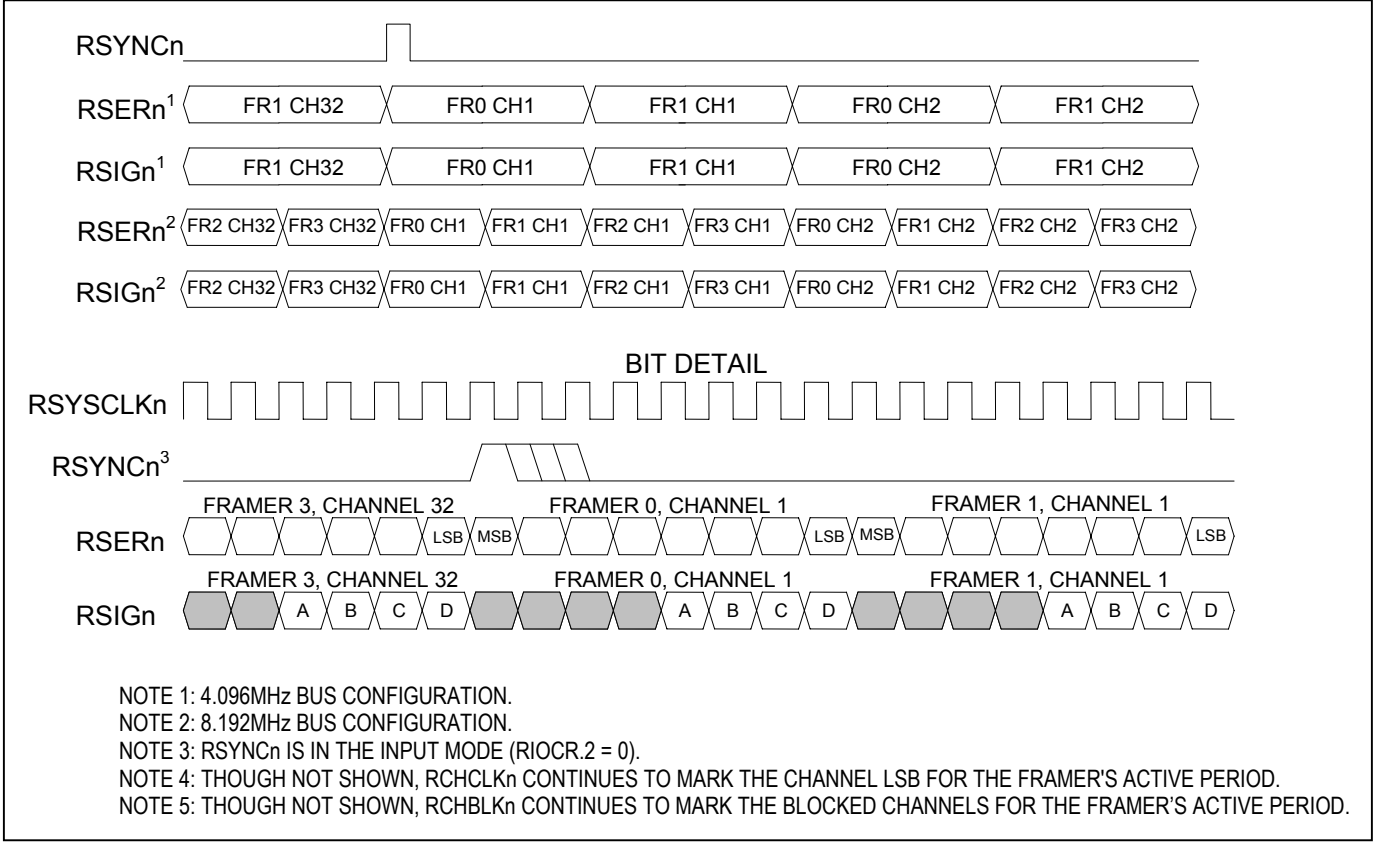 RSYNCn
RSERn¹ FR1 CH32 FR0 CH1 FR1 CH1 FR0 CH2 FR1 CH2
RSIGn¹ FR1 CH32 FR0 CH1 FR1 CH1 FR0 CH2 FR1 CH2
RSERn² FR2 CH32 FR3 CH32 FR0 CH1 FR1 CH1 FR2 CH1 FR3 CH1 FR0 CH2 FR1 CH2 FR2 CH2 FR3 CH2
RSIGn² FR2 CH32 FR3 CH32 FR0 CH1 FR1 CH1 FR2 CH1 FR3 CH1 FR0 CH2 FR1 CH2 FR2 CH2 FR3 CH2
BIT DETAIL
RSYSCLKn
RSYNCn³
FRAMER 3, CHANNEL 32 FRAMER 0, CHANNEL 1 FRAMER 1, CHANNEL 1
RSERn LSB MSB LSB MSB LSB
FRAMER 3, CHANNEL 32 FRAMER 0, CHANNEL 1 FRAMER 1, CHANNEL 1
RSIGn A B C D A B C D A B C D
NOTE 1: 4.096MHz BUS CONFIGURATION.
NOTE 2: 8.192MHz BUS CONFIGURATION.
NOTE 3: RSYNCn IS IN THE INPUT MODE (RIOCR.2 = 0).
NOTE 4: THOUGH NOT SHOWN, RCHCLKn CONTINUES TO MARK THE CHANNEL LSB FOR THE FRAMER'S ACTIVE PERIOD.
NOTE 5: THOUGH NOT SHOWN, RCHBLKn CONTINUES TO MARK THE BLOCKED CHANNELS FOR THE FRAMER’S ACTIVE PERIOD.